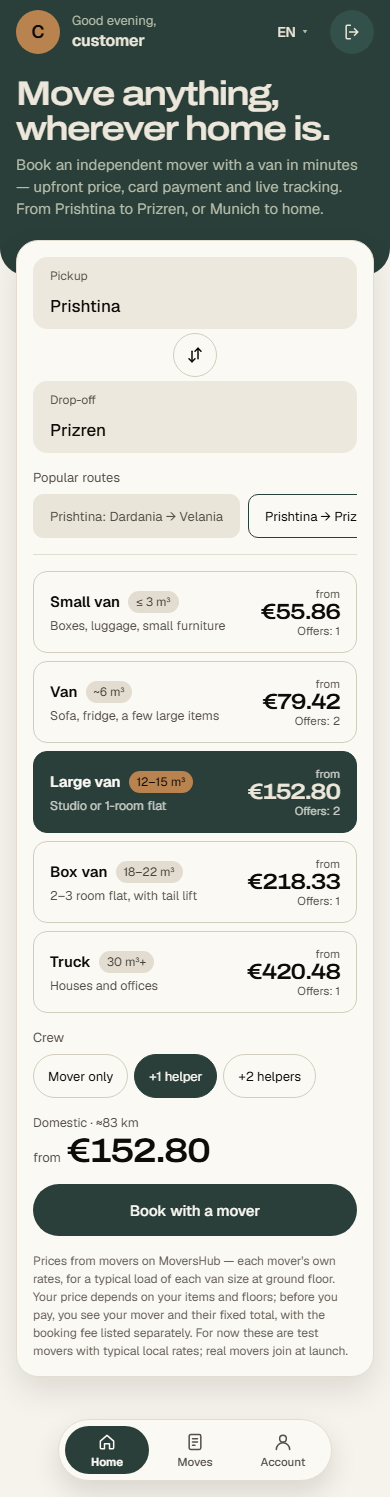 C
Good evening,
customer
EN
Move anything,
wherever home is.
Book an independent mover with a van in minutes
— upfront price, card payment and live tracking.
From Prishtina to Prizren, or Munich to home.
Pickup
Prishtina
Drop-off
Prizren
Popular routes
Prishtina: Dardania → Velania
Prishtina → Priz
Small van ≤ 3 m³
Boxes, luggage, small furniture
from
€55.86
Offers: 1
Van ~6 m³
Sofa, fridge, a few large items
from
€79.42
Offers: 2
Large van 12–15 m³
Studio or 1-room flat
from
€152.80
Offers: 2
Box van 18–22 m³
2–3 room flat, with tail lift
from
€218.33
Offers: 1
Truck 30 m³+
Houses and offices
from
€420.48
Offers: 1
Crew
Mover only
+1 helper
+2 helpers
Domestic · ≈83 km
from €152.80
Book with a mover
Prices from movers on MoversHub — each mover's own
rates, for a typical load of each van size at ground floor.
Your price depends on your items and floors; before you
pay, you see your mover and their fixed total, with the
booking fee listed separately. For now these are test
movers with typical local rates; real movers join at launch.
Home
Moves
Account